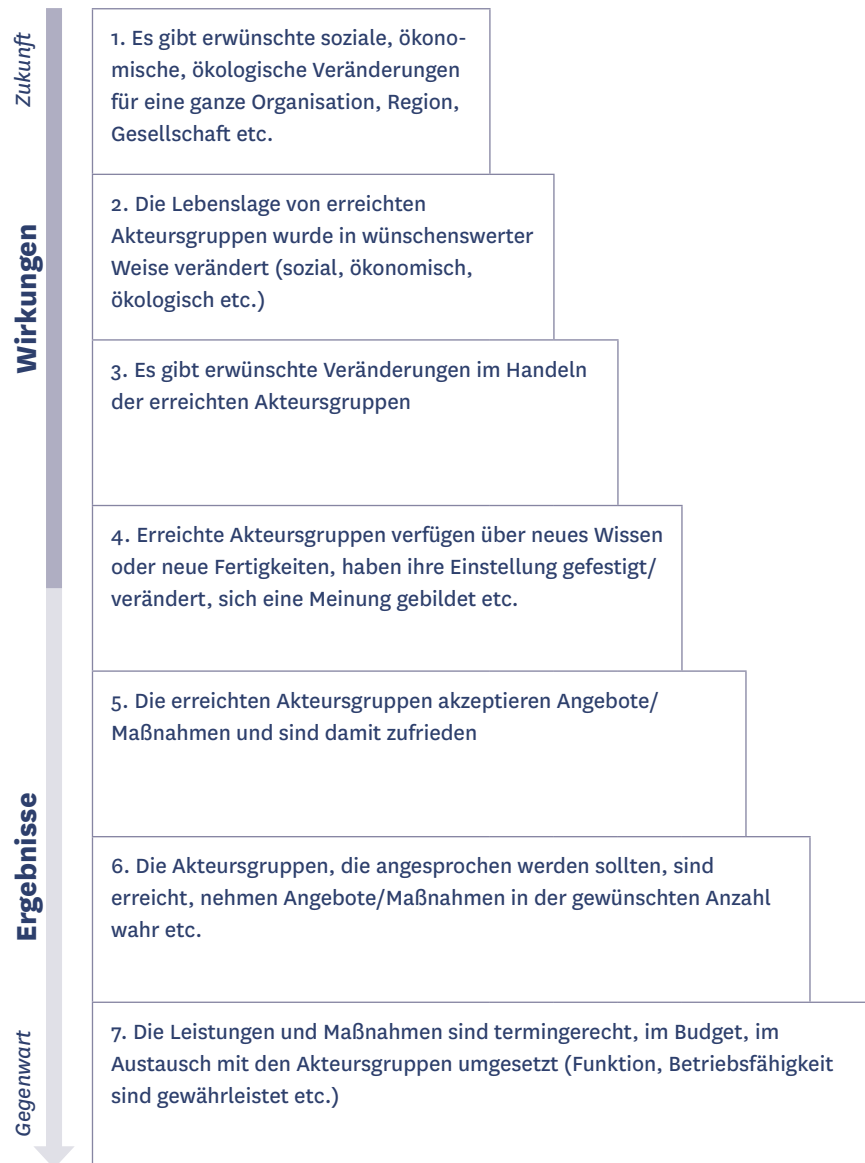 Zukunft
Wirkungen
Ergebnisse
Gegenwart
1. Es gibt erwünschte soziale, ökono-
mische, ökologische Veränderungen
für eine ganze Organisation, Region,
Gesellschaft etc.
2. Die Lebenslage von erreichten
Akteursgruppen wurde in wünschenswerter
Weise verändert (sozial, ökonomisch,
ökologisch etc.)
3. Es gibt erwünschte Veränderungen im Handeln
der erreichten Akteursgruppen
4. Erreichte Akteursgruppen verfügen über neues Wissen
oder neue Fertigkeiten, haben ihre Einstellung gefestigt/
verändert, sich eine Meinung gebildet etc.
5. Die erreichten Akteursgruppen akzeptieren Angebote/
Maßnahmen und sind damit zufrieden
6. Die Akteursgruppen, die angesprochen werden sollten, sind
erreicht, nehmen Angebote/Maßnahmen in der gewünschten Anzahl
wahr etc.
7. Die Leistungen und Maßnahmen sind termingerecht, im Budget, im
Austausch mit den Akteursgruppen umgesetzt (Funktion, Betriebsfähigkeit
sind gewährleistet etc.)